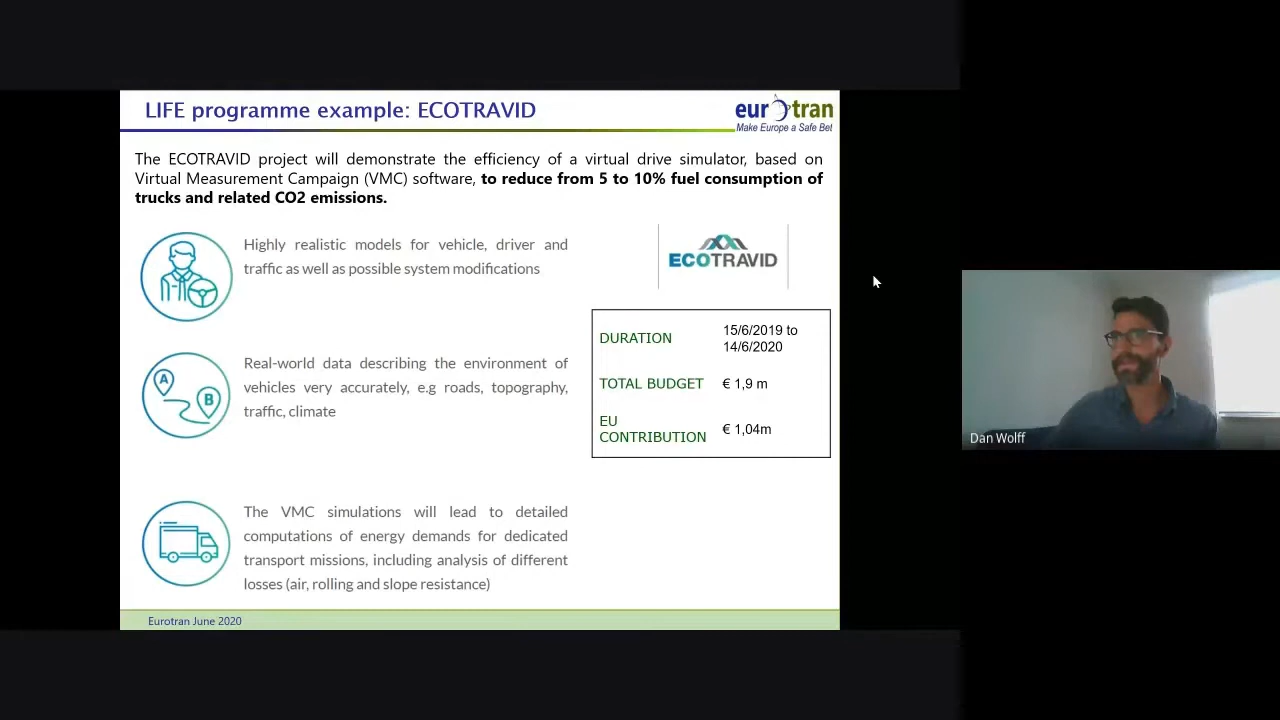 LIFE programme example: ECOTRAVID
eurotran
Make Europe a Safe Bet
The ECOTRAVID project will demonstrate the efficiency of a virtual drive simulator, based on
Virtual Measurement Campaign (VMC) software, to reduce from 5 to 10% fuel consumption of
trucks and related CO2 emissions.
Highly realistic models for vehicle, driver and
traffic as well as possible system modifications
ECOTRAVID
DURATION 15/6/2019 to
14/6/2020
TOTAL BUDGET € 1,9 m
EU
CONTRIBUTION € 1,04m
A
B
Real-world data describing the environment of
vehicles very accurately, e.g roads, topography,
traffic, climate
The VMC simulations will lead to detailed
computations of energy demands for dedicated
transport missions, including analysis of different
losses (air, rolling and slope resistance)
Eurotran June 2020
Dan Wolff